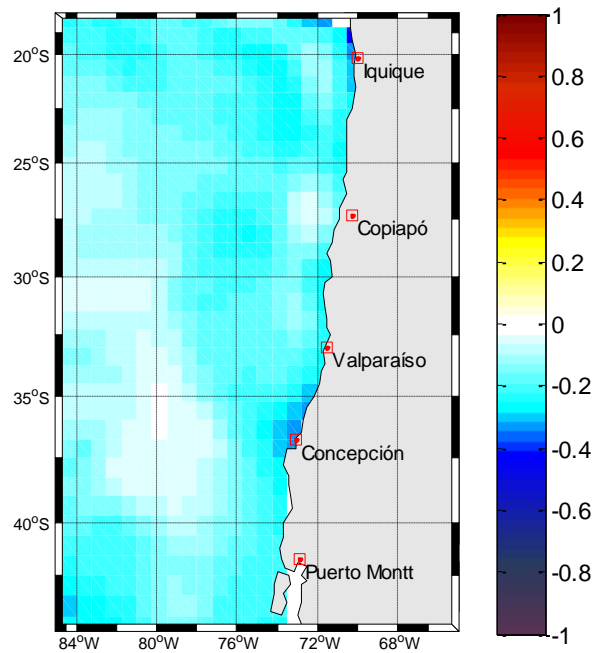 20°S
25°S
30°S
35°S
40°S
84°W
80°W
76°W
72°W
68°W
Iquique
Copiapó
Valparaíso
Concepción
Puerto Montt
1
0.8
0.6
0.4
0.2
0
-0.2
-0.4
-0.6
-0.8
-1